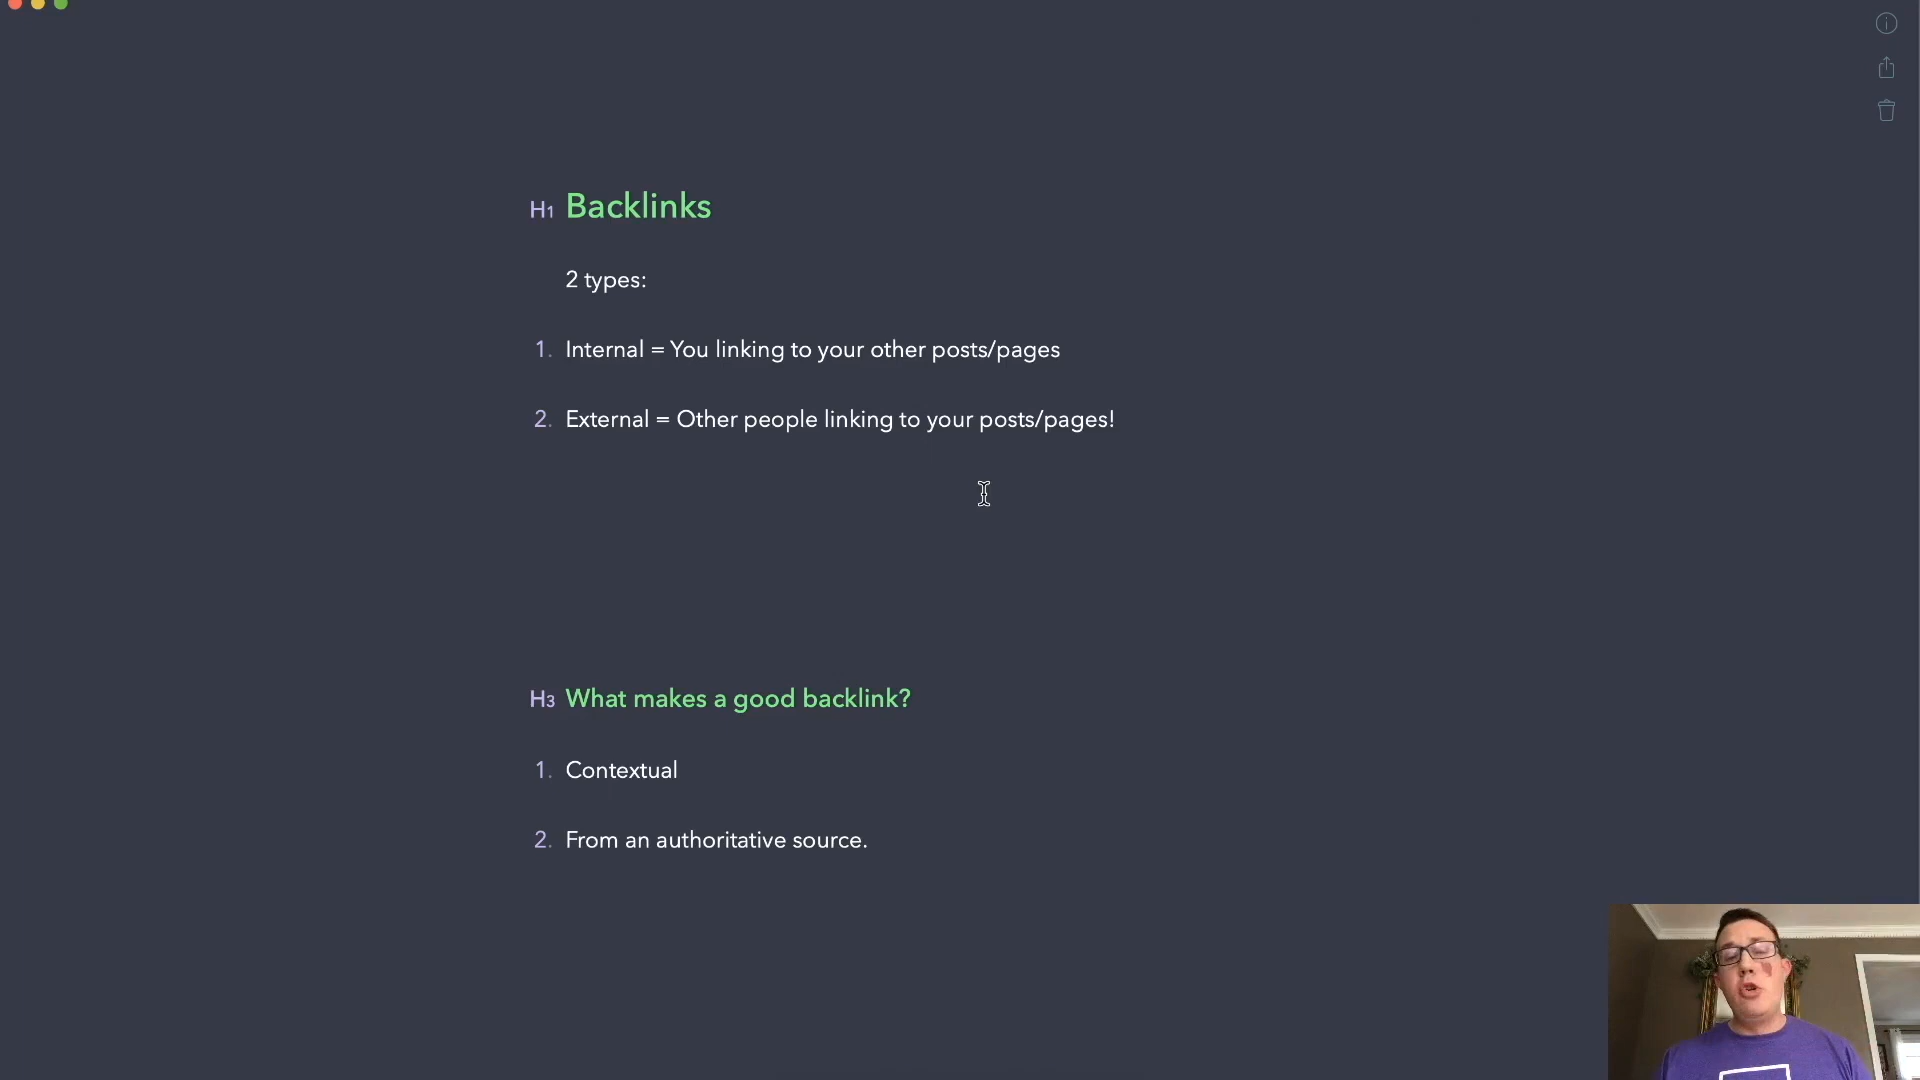 H1 Backlinks
2 types:
1. Internal = You linking to your other posts/pages
2. External = Other people linking to your posts/pages!
H3 What makes a good backlink?
1. Contextual
2. From an authoritative source.